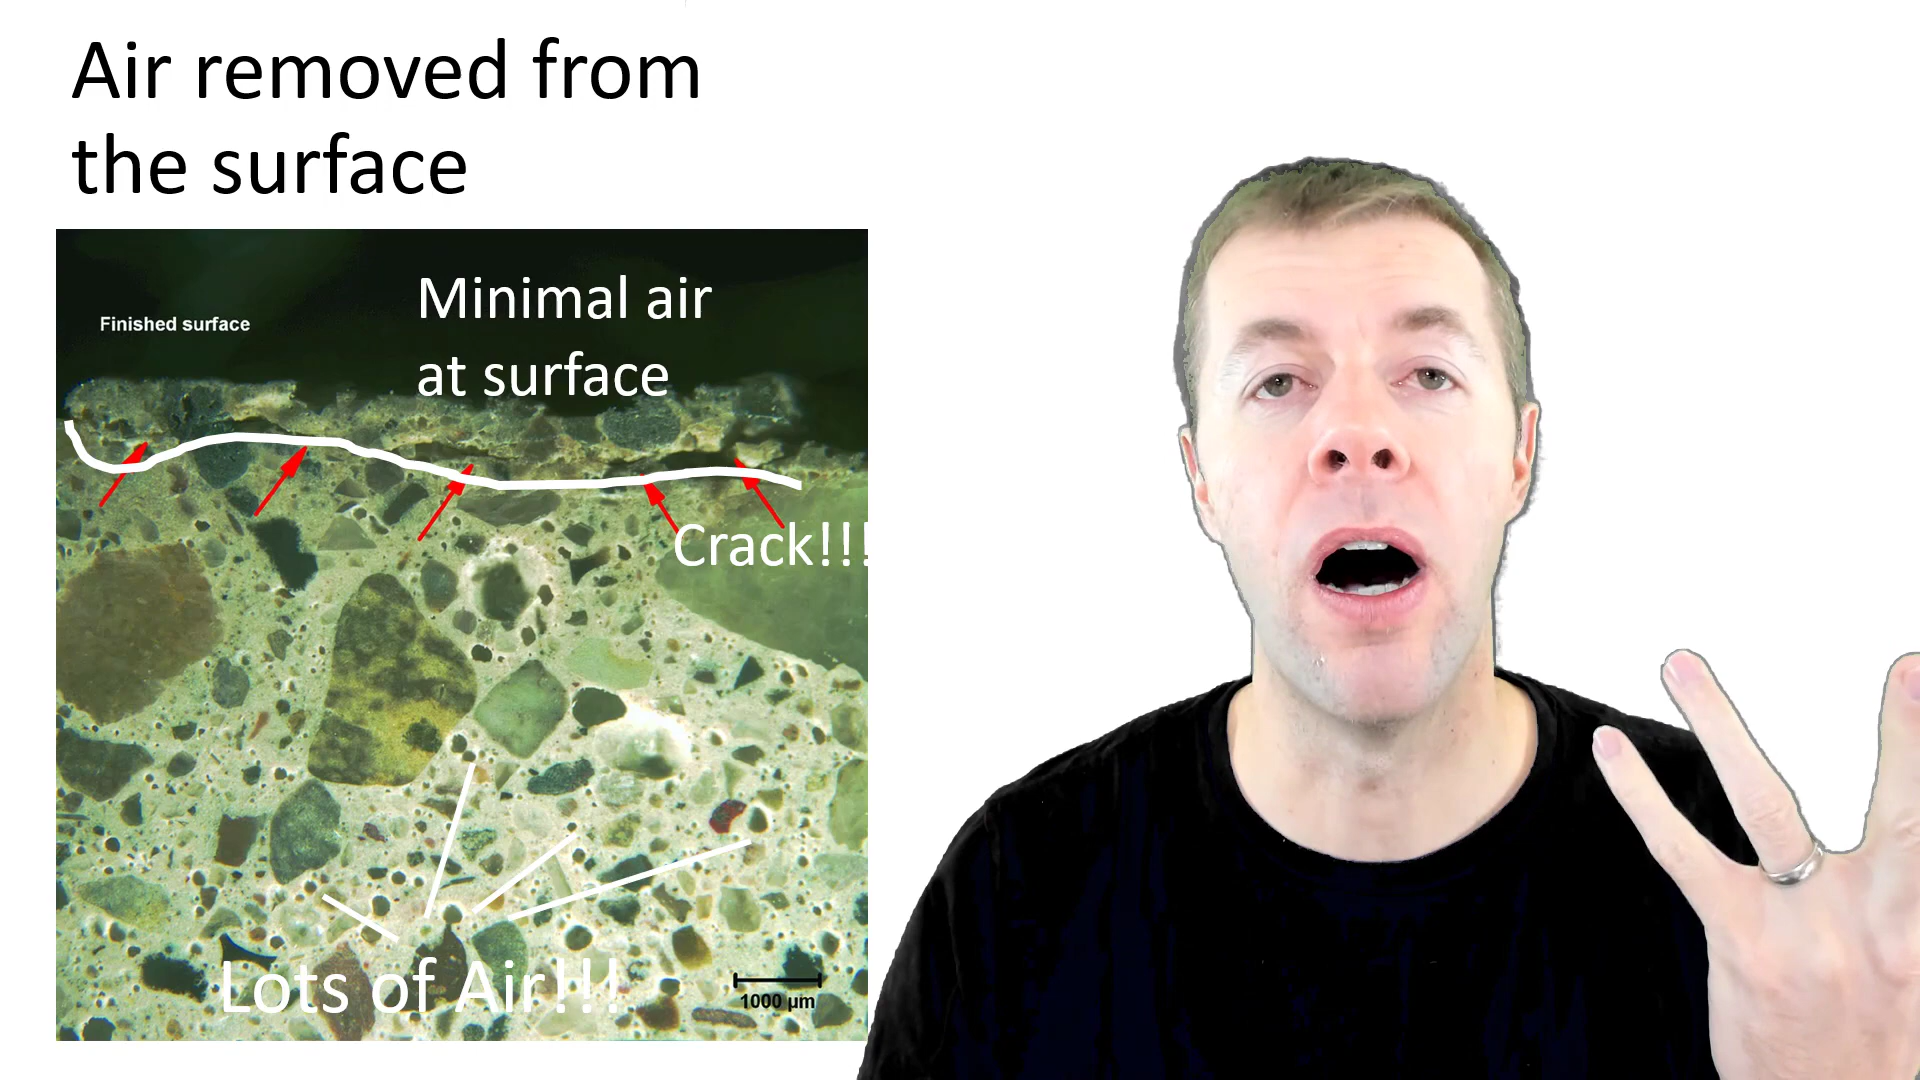 Air removed from
the surface
Finished surface
Minimal air
at surface
Crack!!!
Lots of Air!!!
1000 µm